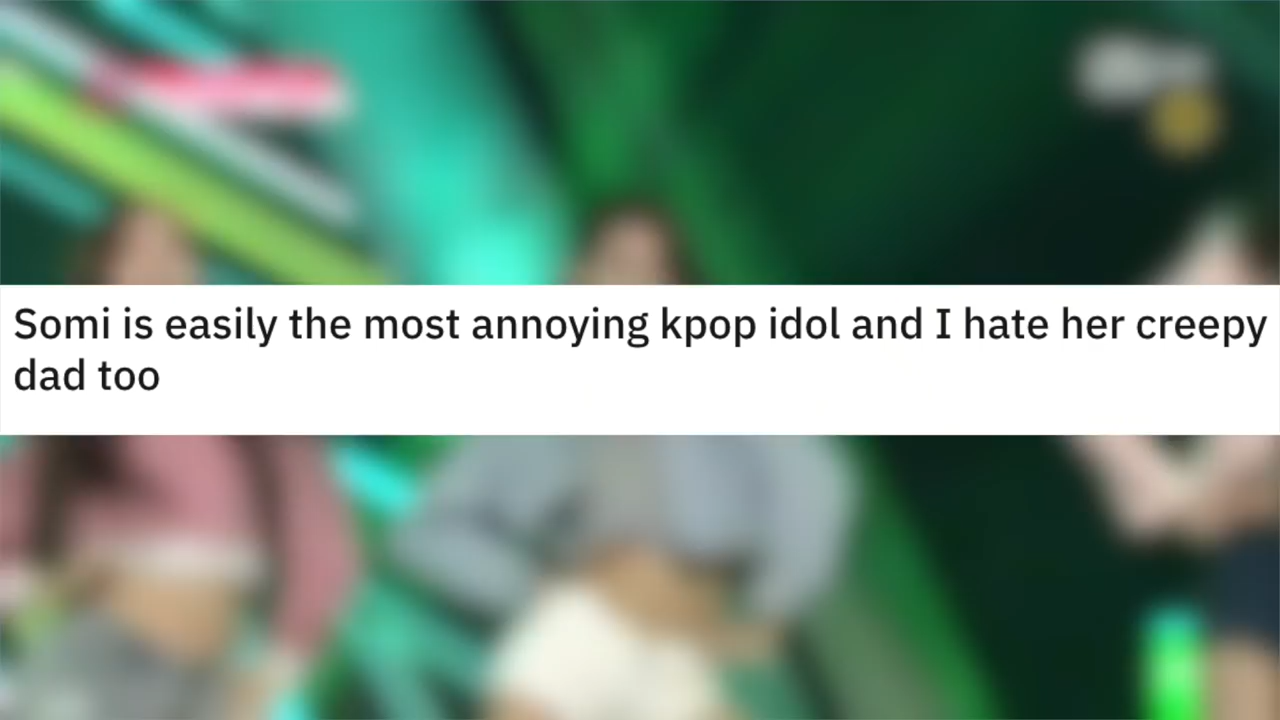 Somi is easily the most annoying kpop idol and I hate her creepy
dad too